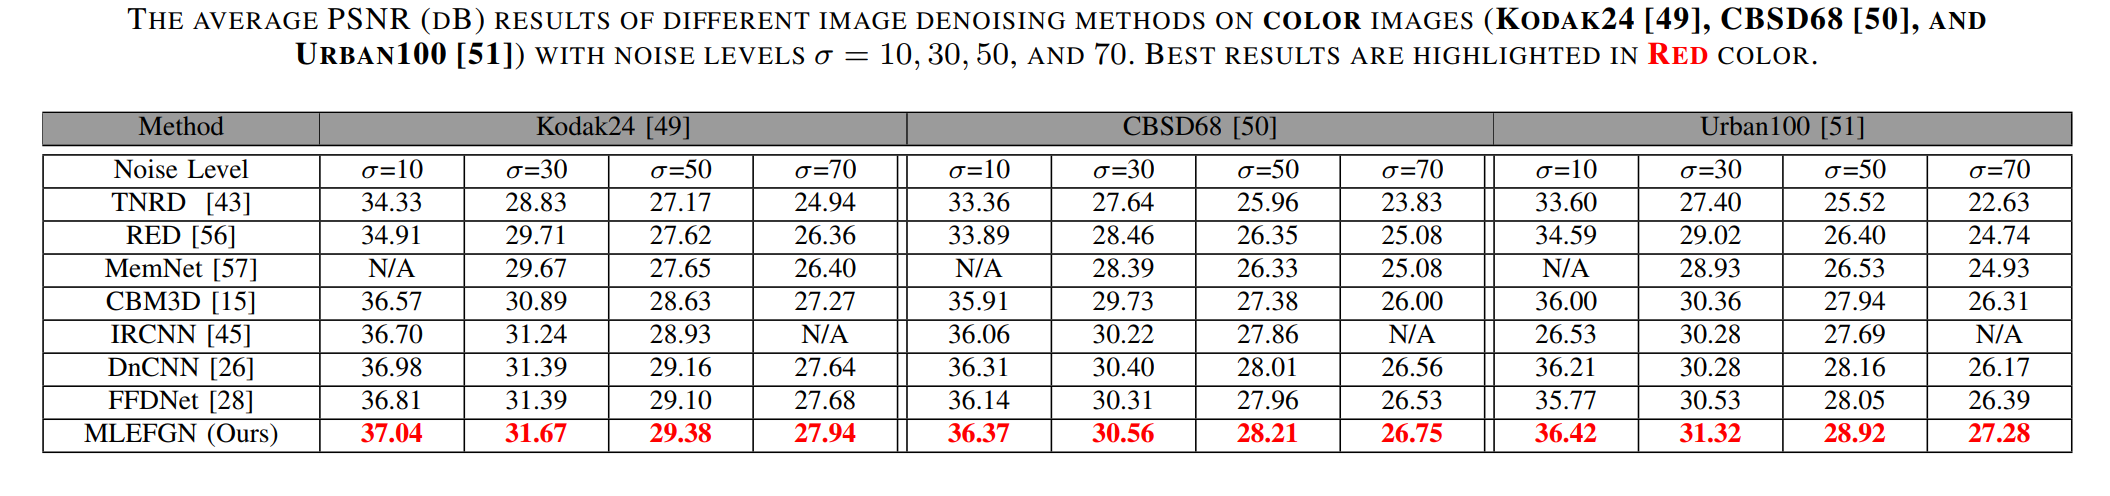 THE AVERAGE PSNR (DB) RESULTS OF DIFFERENT IMAGE DENOISING METHODS ON COLOR IMAGES (KODAK24 [49], CBSD68 [50], AND
URBAN100 [51]) WITH NOISE LEVELS σ = 10, 30, 50, AND 70. BEST RESULTS ARE HIGHLIGHTED IN RED COLOR.
Method Kodak24 [49] CBSD68 [50] Urban100 [51]
Noise Level σ=10 σ=30 σ=50 σ=70 σ=10 σ=30 σ=50 σ=70 σ=10 σ=30 σ=50 σ=70
TNRD [43] 34.33 28.83 27.17 24.94 33.36 27.64 25.96 23.83 33.60 27.40 25.52 22.63
RED [56] 34.91 29.71 27.62 26.36 33.89 28.46 26.35 25.08 34.59 29.02 26.40 24.74
MemNet [57] N/A 29.67 27.65 26.40 N/A 28.39 26.33 25.08 N/A 28.93 26.53 24.93
CBM3D [15] 36.57 30.89 28.63 27.27 35.91 29.73 27.38 26.00 36.00 30.36 27.94 26.31
IRCNN [45] 36.70 31.24 28.93 N/A 36.06 30.22 27.86 N/A 26.53 30.28 27.69 N/A
DnCNN [26] 36.98 31.39 29.16 27.64 36.31 30.40 28.01 26.56 36.21 30.28 28.16 26.17
FFDNet [28] 36.81 31.39 29.10 27.68 36.14 30.31 27.96 26.53 35.77 30.53 28.05 26.39
MLEFGN (Ours) 37.04 31.67 29.38 27.94 36.37 30.56 28.21 26.75 36.42 31.32 28.92 27.28